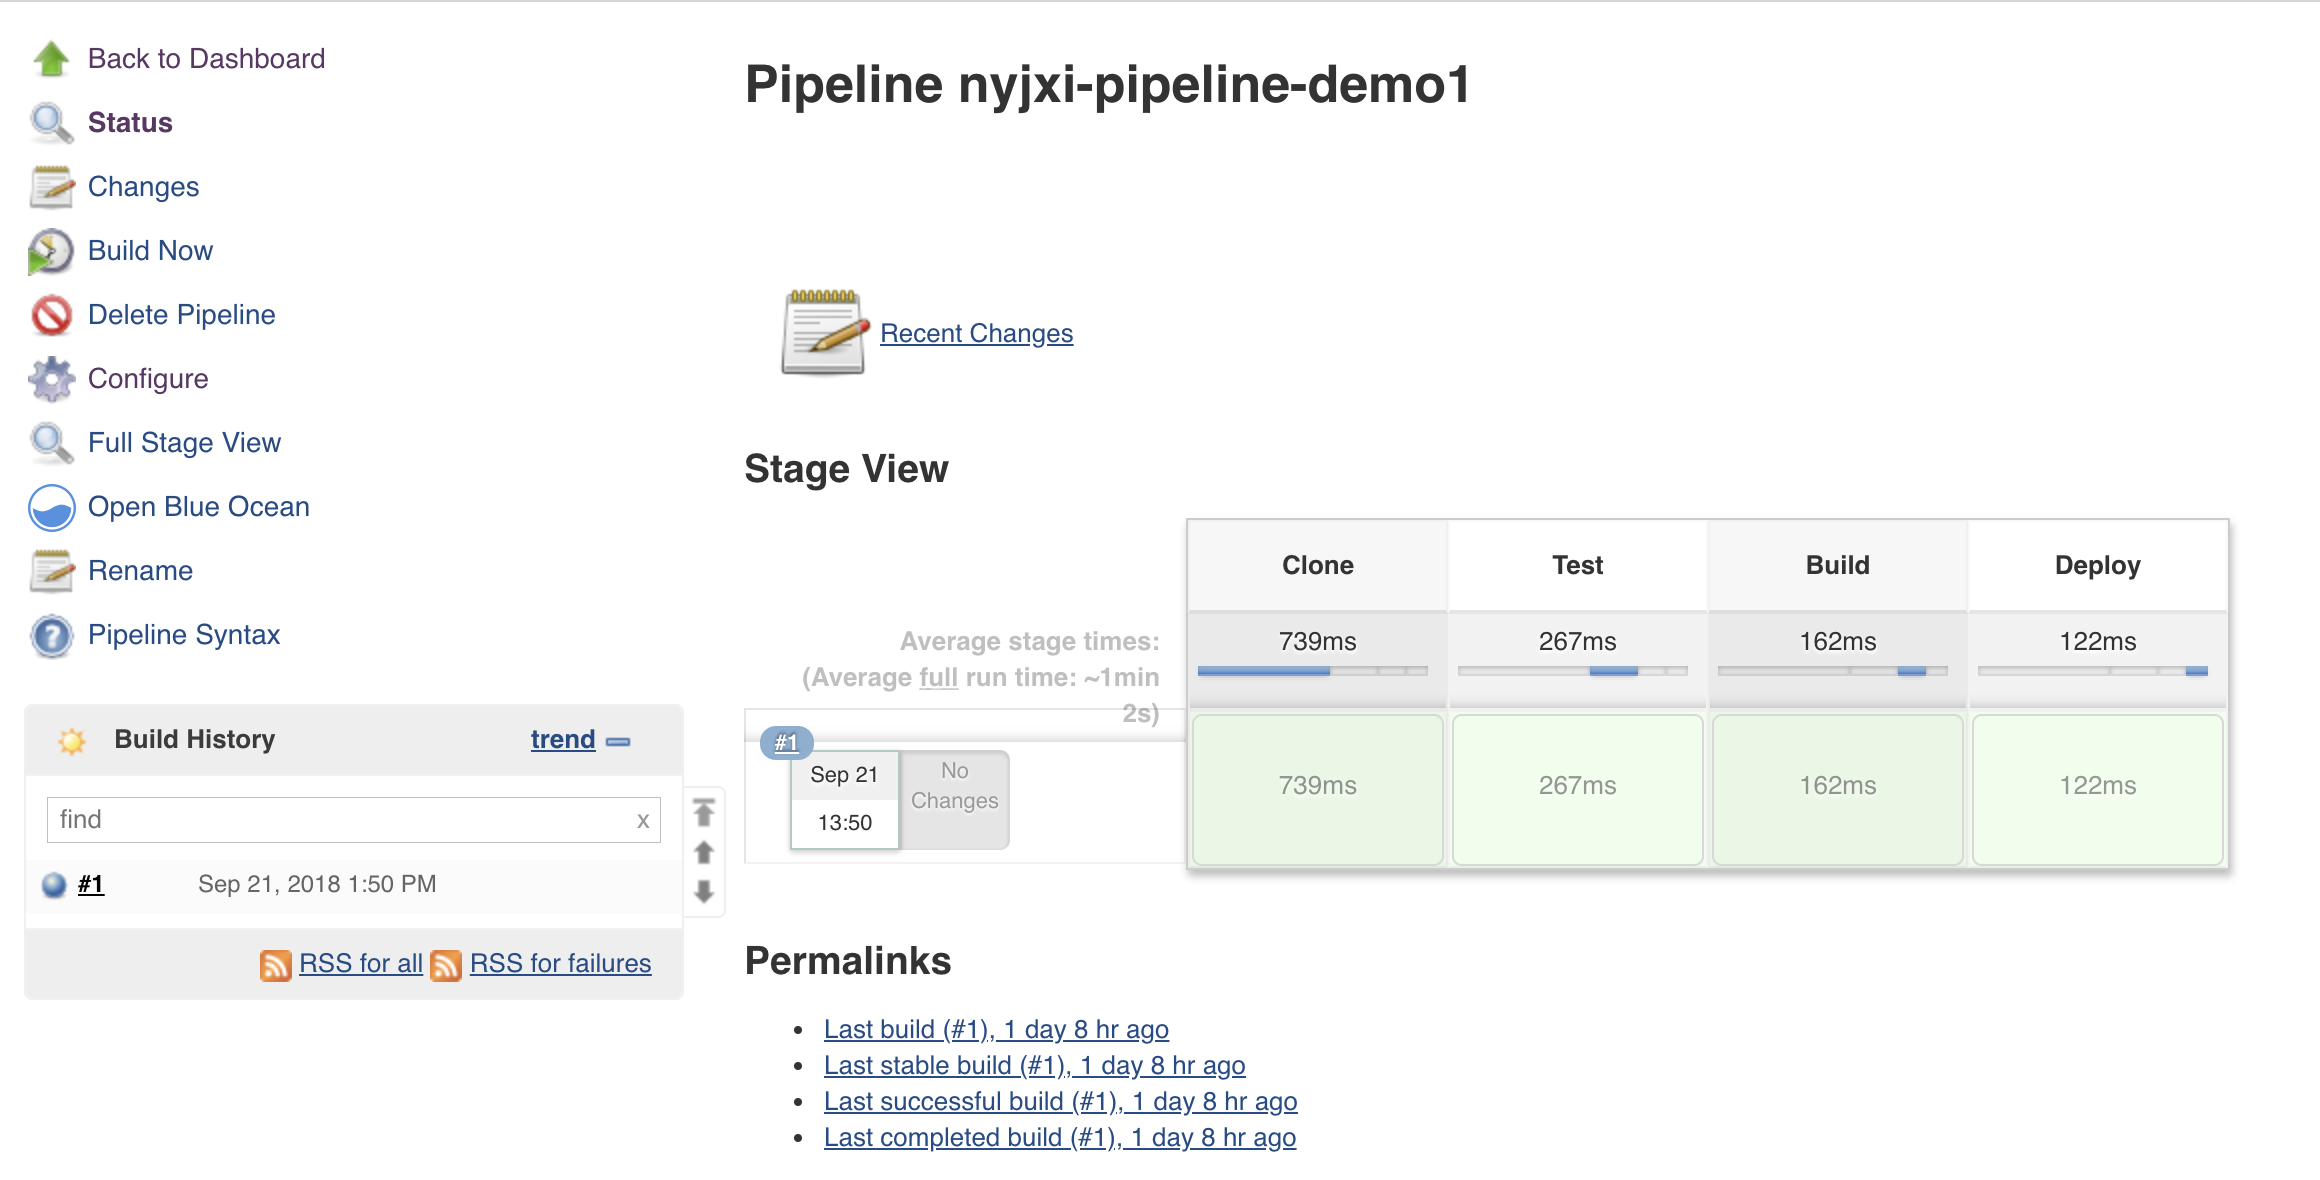 Back to Dashboard
Status
Changes
Build Now
Delete Pipeline
Configure
Full Stage View
Open Blue Ocean
Rename
Pipeline Syntax
Build History trend
find x
#1 Sep 21, 2018 1:50 PM
RSS for all RSS for failures
Pipeline nyjxi-pipeline-demo1
Recent Changes
Stage View
Clone Test Build Deploy
Average stage times: 739ms 267ms 162ms 122ms
(Average full run time: ~1min
2s)
#1
Sep 21 No
Changes 739ms 267ms 162ms 122ms
13:50
Permalinks
Last build (#1), 1 day 8 hr ago
Last stable build (#1), 1 day 8 hr ago
Last successful build (#1), 1 day 8 hr ago
Last completed build (#1), 1 day 8 hr ago